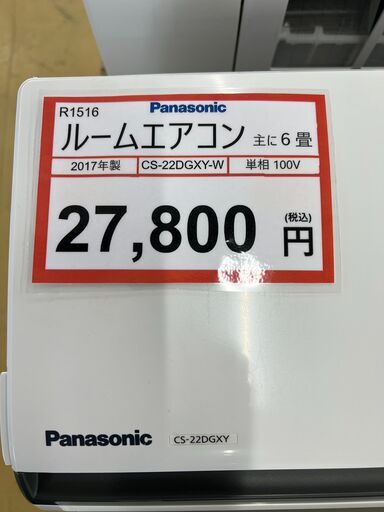 R1516 Panasonic
ルームエアコン 主に6畳
2017年製 CS-22DGXY-W 単相 100V
27,800 (税込) 円
Panasonic CS-22DGXY